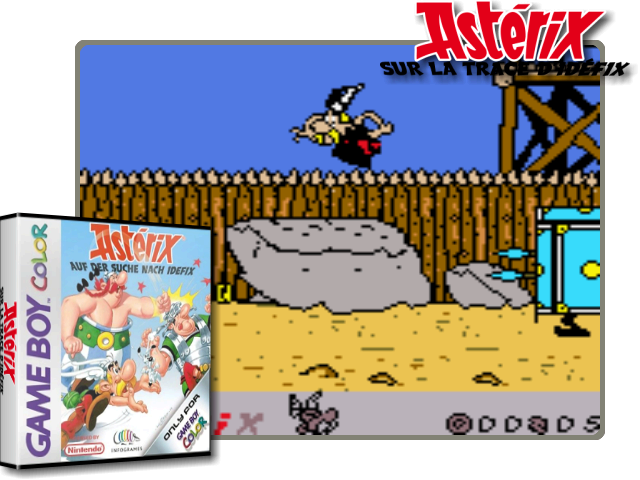 Astérix
SUR LA TRACE D'IDÉFIX
GAME BOY COLOR
Astérix
Astérix
AUF DER SUCHE NACH IDEFIX
ONLY FOR
GAME BOY
COLOR
Nintendo
INFOGRAMES